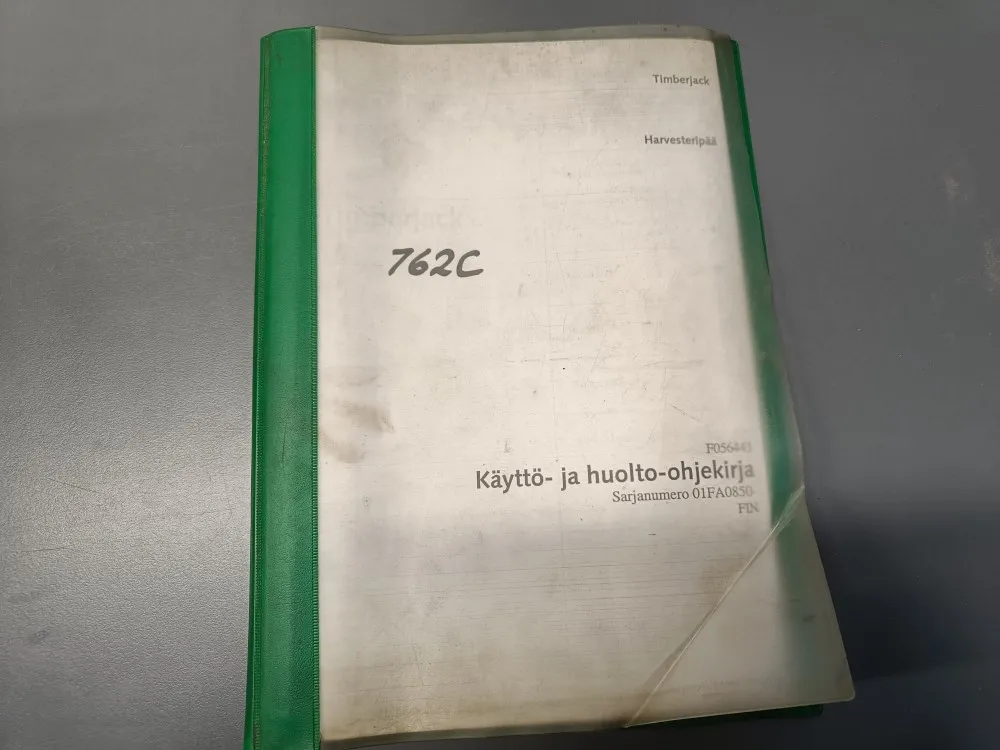 Timberjack
Harvesteripää
762C
F056443
Käyttö- ja huolto-ohjekirja
Sarjanumero 01FA0850-
FIN